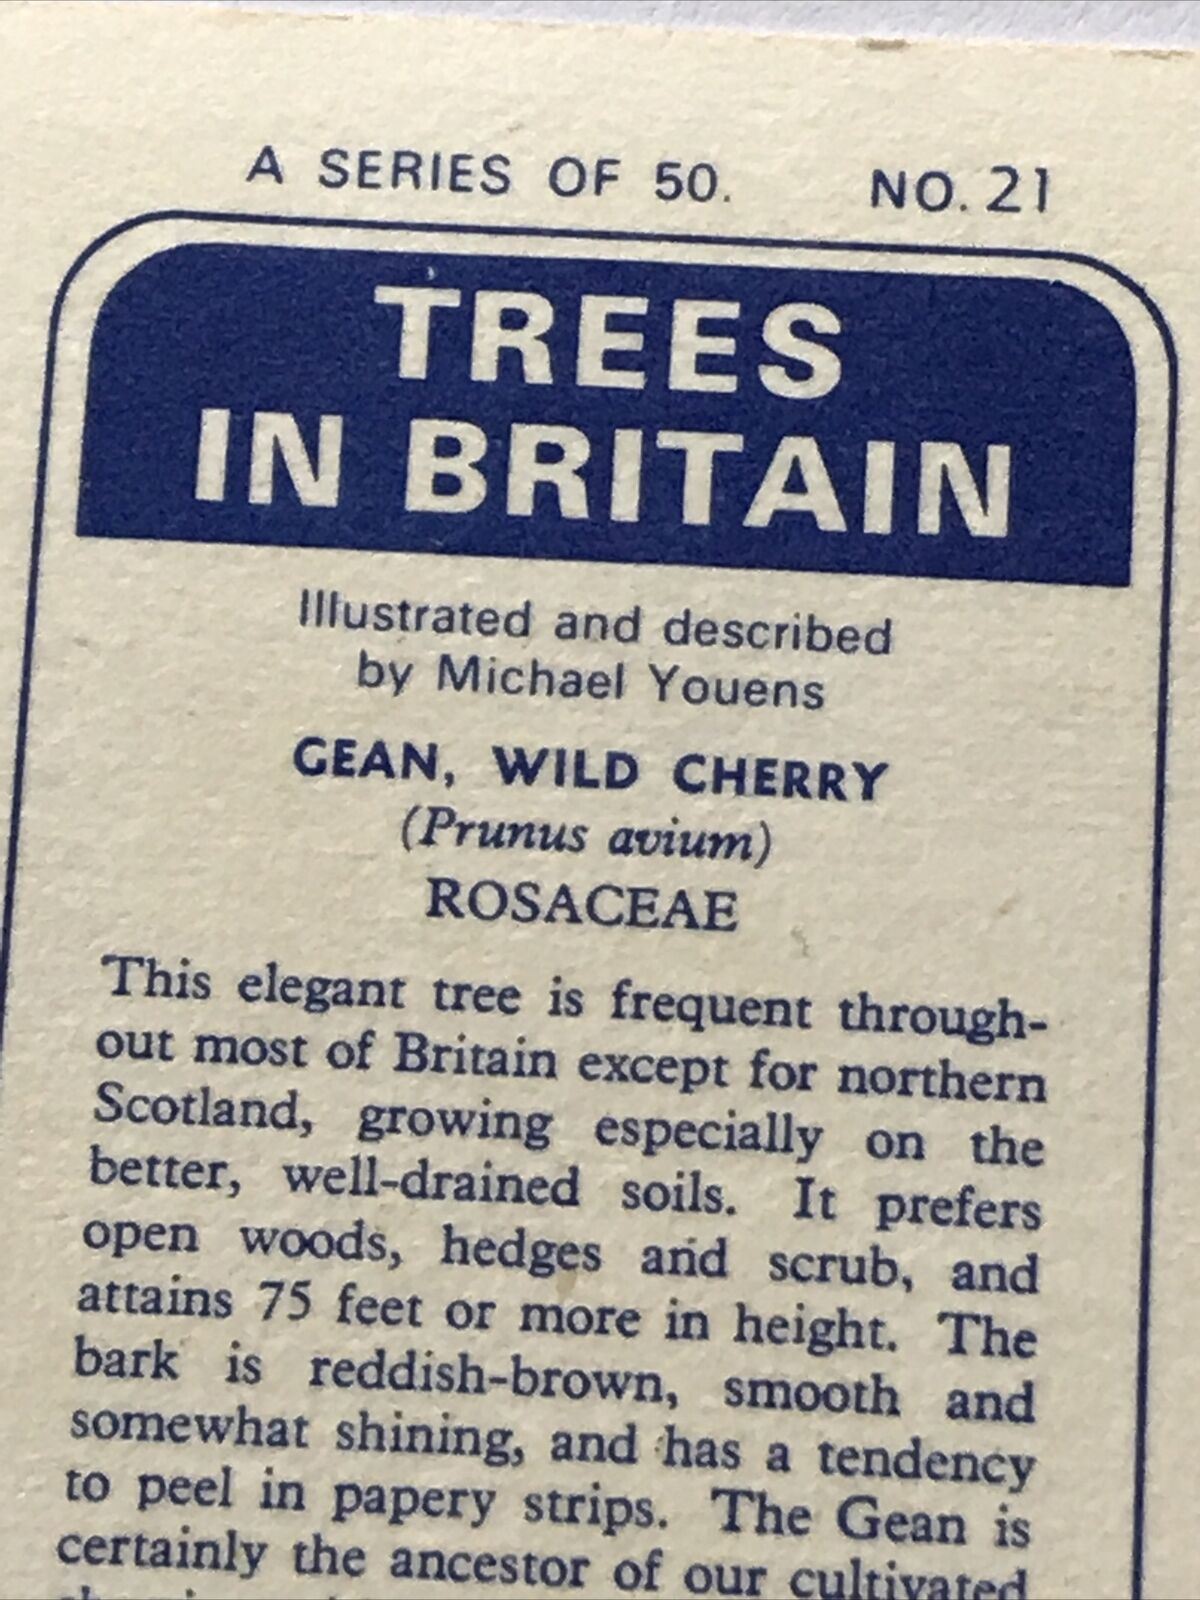 A SERIES OF 50. NO. 21
TREES
IN BRITAIN
Illustrated and described
by Michael Youens
GEAN, WILD CHERRY
(Prunus avium)
ROSACEAE
This elegant tree is frequent through-
out most of Britain except for northern
Scotland, growing especially on the
better, well-drained soils. It prefers
open woods, hedges and scrub, and
attains 75 feet or more in height. The
bark is reddish-brown, smooth and
somewhat shining, and has a tendency
to peel in papery strips. The Gean is
certainly the ancestor of our cultivated